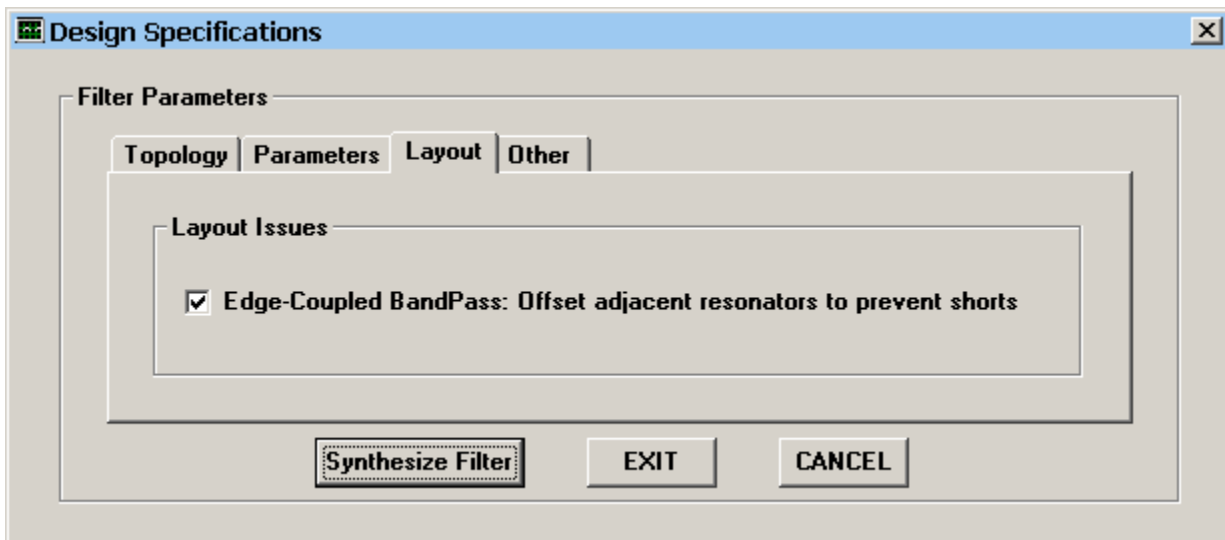 Design Specifications
Filter Parameters
Topology Parameters Layout Other
Layout Issues
Edge-Coupled BandPass: Offset adjacent resonators to prevent shorts
Synthesize Filter EXIT CANCEL